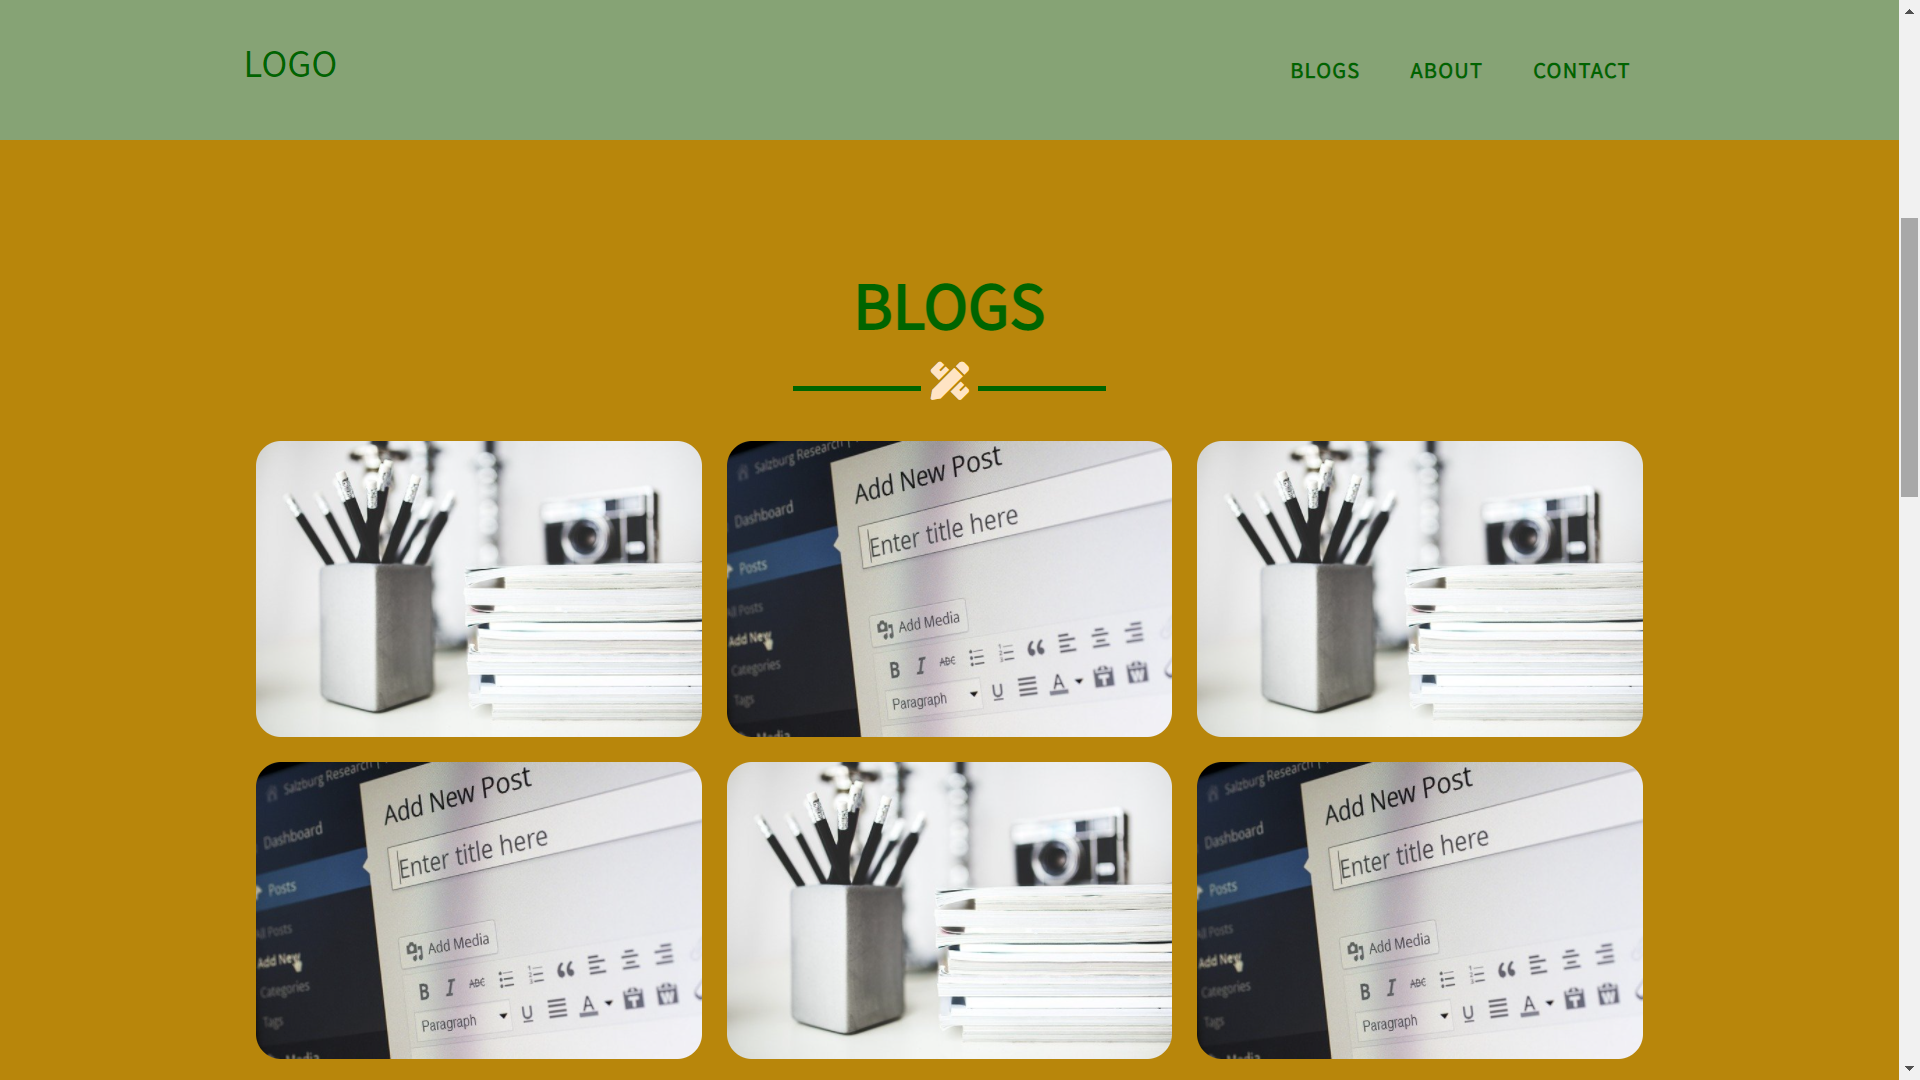 LOGO
BLOGS ABOUT CONTACT
BLOGS
Salzburg Research
Add New Post
Dashboard
Enter title here
Posts
All Posts
Add Media
Add New
Categories
B I ABC
Tags
Paragraph U A T W
Media
Salzburg Research
Add New Post
Dashboard
Enter title here
Posts
All Posts
Add Media
Add New
Categories
B I ABC
Tags
Paragraph U A T W
Media
Salzburg Research
Add New Post
Dashboard
Enter title here
Posts
All Posts
Add Media
Add New
Categories
B I ABC
Tags
Paragraph U A T W
Media